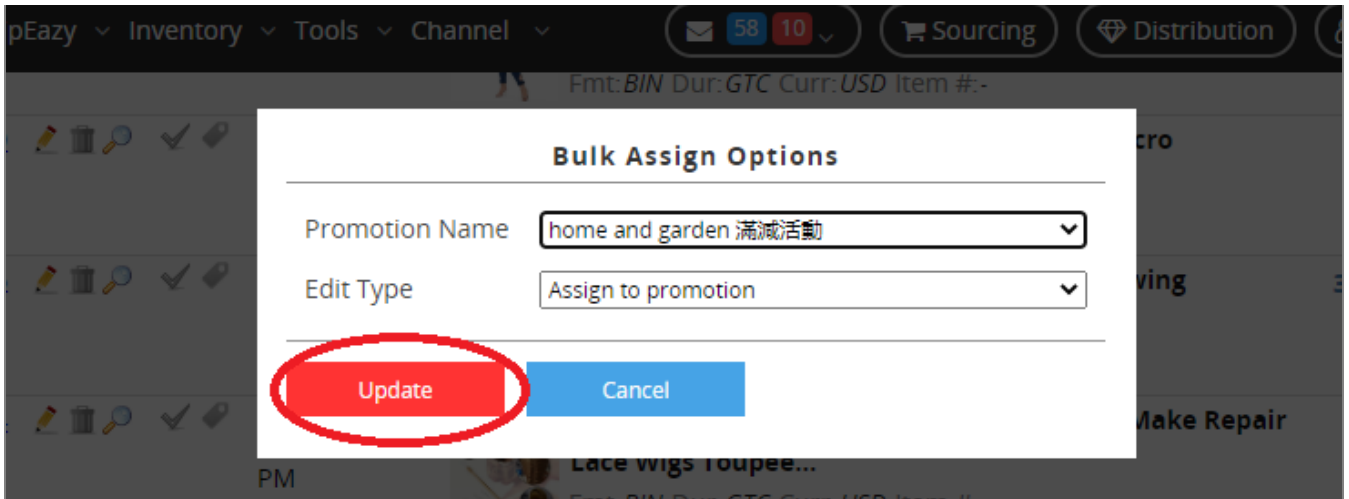 pEazy Inventory Tools Channel 58 10 Sourcing Distribution
Fmt:BIN Dur:GTC Curr:USD Item #:-
cro
Bulk Assign Options
Promotion Name home and garden 滿減活動
Edit Type Assign to promotion
wing
Update Cancel
Make Repair
Lace Wigs Toupee...
PM